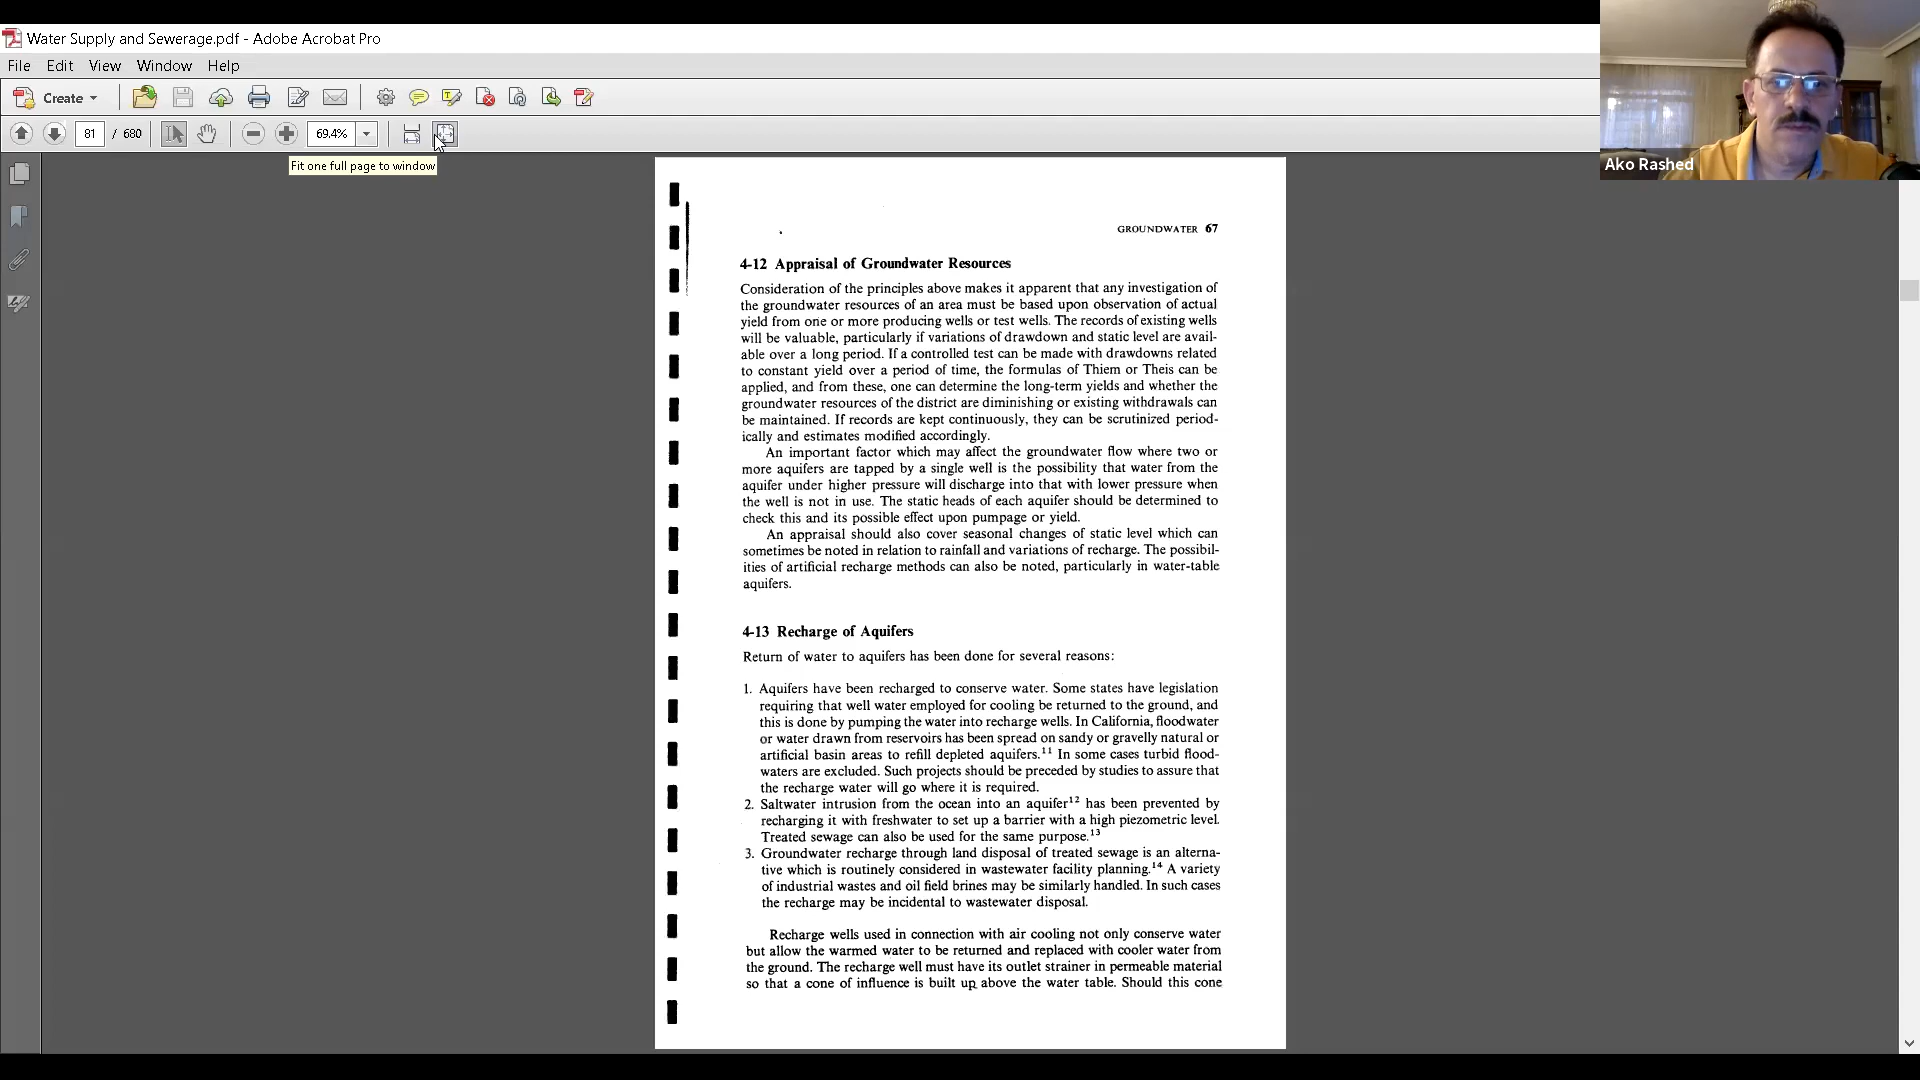 Water Supply and Sewerage.pdf - Adobe Acrobat Pro
File Edit View Window Help
Create
81 / 680 69.4%
Fit one full page to window
Ako Rashed
GROUNDWATER 67
4-12 Appraisal of Groundwater Resources
Consideration of the principles above makes it apparent that any investigation of
the groundwater resources of an area must be based upon observation of actual
yield from one or more producing wells or test wells. The records of existing wells
will be valuable, particularly if variations of drawdown and static level are avail-
able over a long period. If a controlled test can be made with drawdowns related
to constant yield over a period of time, the formulas of Thiem or Theis can be
applied, and from these, one can determine the long-term yields and whether the
groundwater resources of the district are diminishing or existing withdrawals can
be maintained. If records are kept continuously, they can be scrutinized period-
ically and estimates modified accordingly.
An important factor which may affect the groundwater flow where two or
more aquifers are tapped by a single well is the possibility that water from the
aquifer under higher pressure will discharge into that with lower pressure when
the well is not in use. The static heads of each aquifer should be determined to
check this and its possible effect upon pumpage or yield.
An appraisal should also cover seasonal changes of static level which can
sometimes be noted in relation to rainfall and variations of recharge. The possibil-
ities of artificial recharge methods can also be noted, particularly in water-table
aquifers.
4-13 Recharge of Aquifers
Return of water to aquifers has been done for several reasons:
1. Aquifers have been recharged to conserve water. Some states have legislation
requiring that well water employed for cooling be returned to the ground, and
this is done by pumping the water into recharge wells. In California, floodwater
or water drawn from reservoirs has been spread on sandy or gravelly natural or
artificial basin areas to refill depleted aquifers.¹¹ In some cases turbid flood-
waters are excluded. Such projects should be preceded by studies to assure that
the recharge water will go where it is required.
2. Saltwater intrusion from the ocean into an aquifer¹² has been prevented by
recharging it with freshwater to set up a barrier with a high piezometric level.
Treated sewage can also be used for the same purpose.¹³
3. Groundwater recharge through land disposal of treated sewage is an alterna-
tive which is routinely considered in wastewater facility planning.¹⁴ A variety
of industrial wastes and oil field brines may be similarly handled. In such cases
the recharge may be incidental to wastewater disposal.
Recharge wells used in connection with air cooling not only conserve water
but allow the warmed water to be returned and replaced with cooler water from
the ground. The recharge well must have its outlet strainer in permeable material
so that a cone of influence is built up above the water table. Should this cone